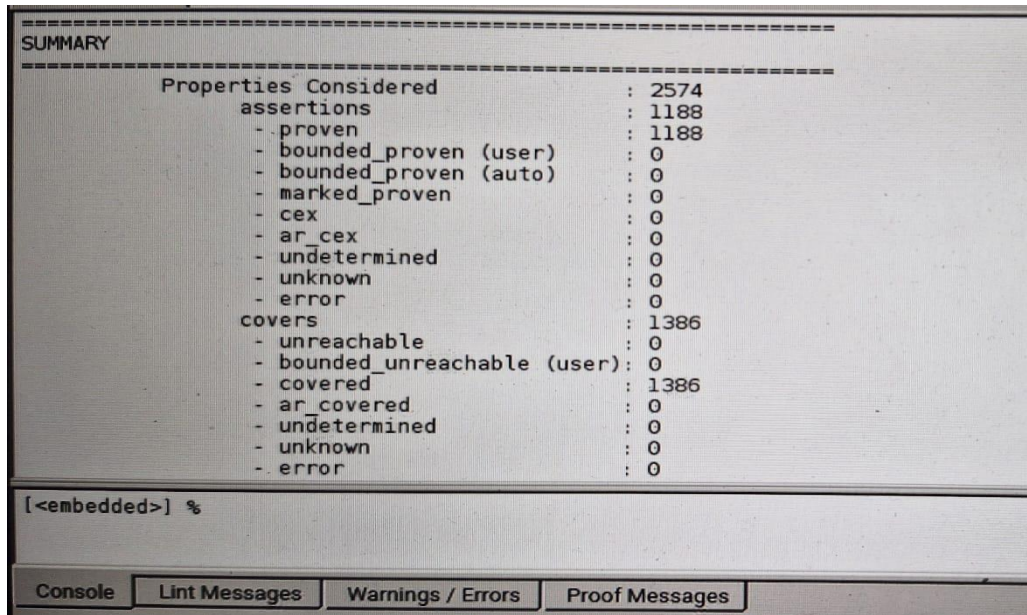 ==============================================================================
SUMMARY
==============================================================================
Properties Considered : 2574
assertions : 1188
- proven : 1188
- bounded_proven (user) : 0
- bounded_proven (auto) : 0
- marked_proven : 0
- cex : 0
- ar_cex : 0
- undetermined : 0
- unknown : 0
- error : 0
covers : 1386
- unreachable : 0
- bounded_unreachable (user): 0
- covered : 1386
- ar_covered : 0
- undetermined : 0
- unknown : 0
- error : 0
[<embedded>] %
Console Lint Messages Warnings / Errors Proof Messages